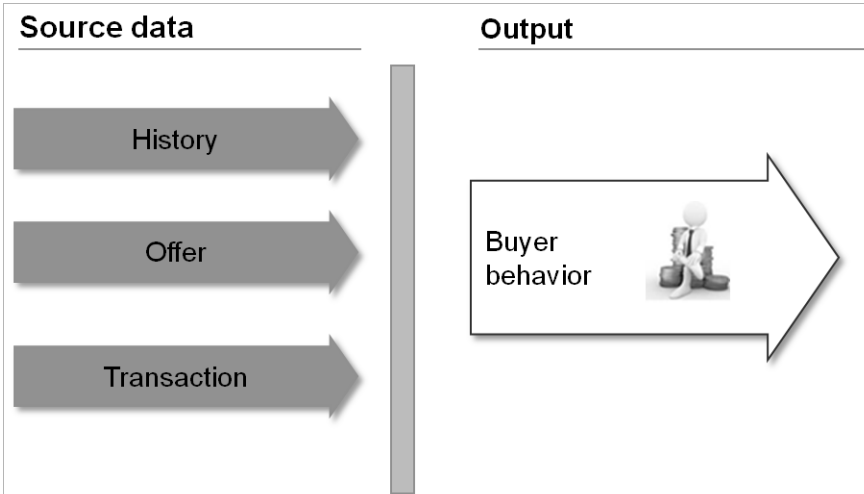 Source data
Output
History
Offer
Transaction
Buyer
behavior